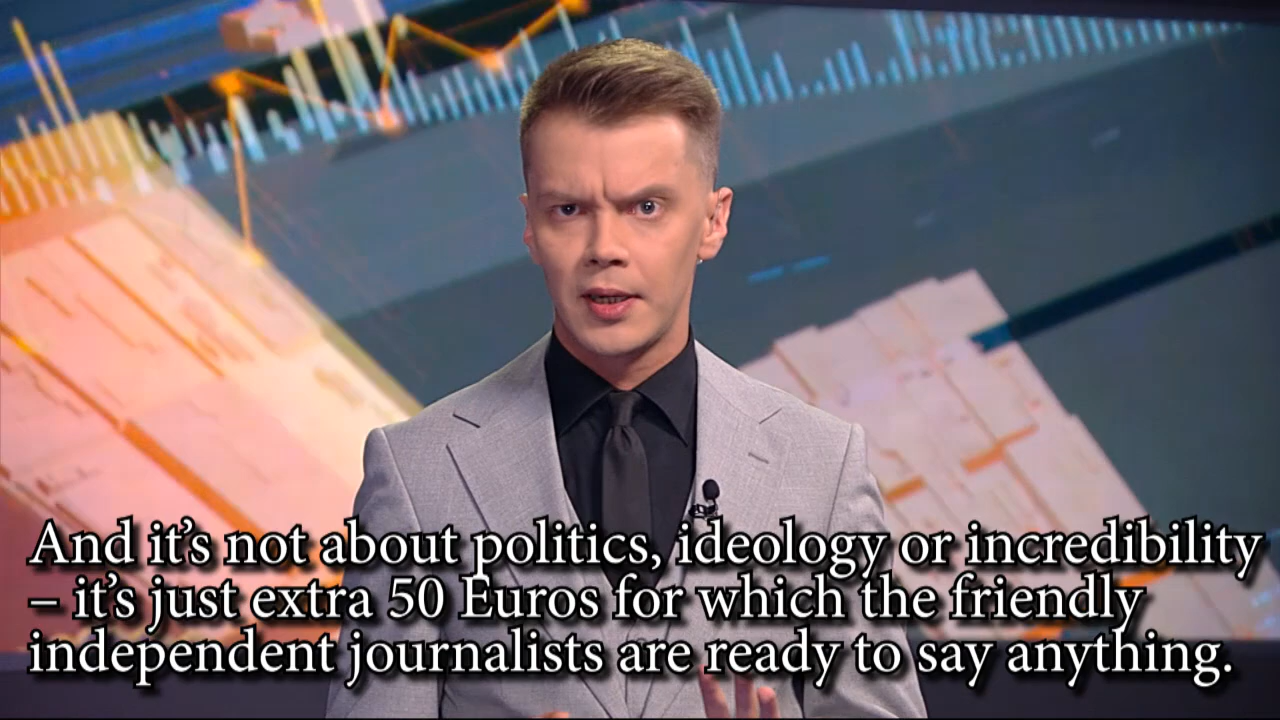 And it's not about politics, ideology or incredibility
– it's just extra 50 Euros for which the friendly
independent journalists are ready to say anything.